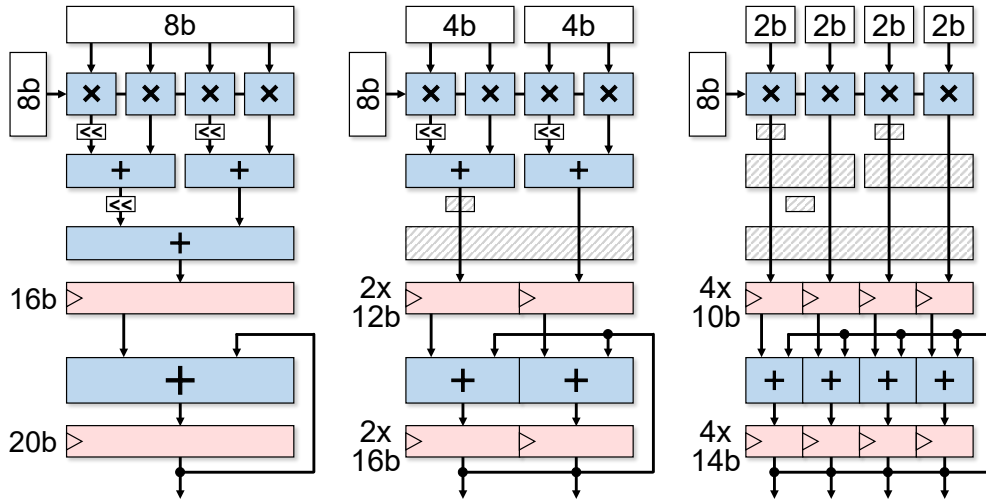 8b
4b 4b
2b 2b 2b 2b
8b
× × × ×
8b
× × × ×
8b
× × × ×
<< <<
<< <<
+ +
+ +
<<
+
16b
2x
12b
4x
10b
+
+ +
+ + + +
20b
2x
16b
4x
14b